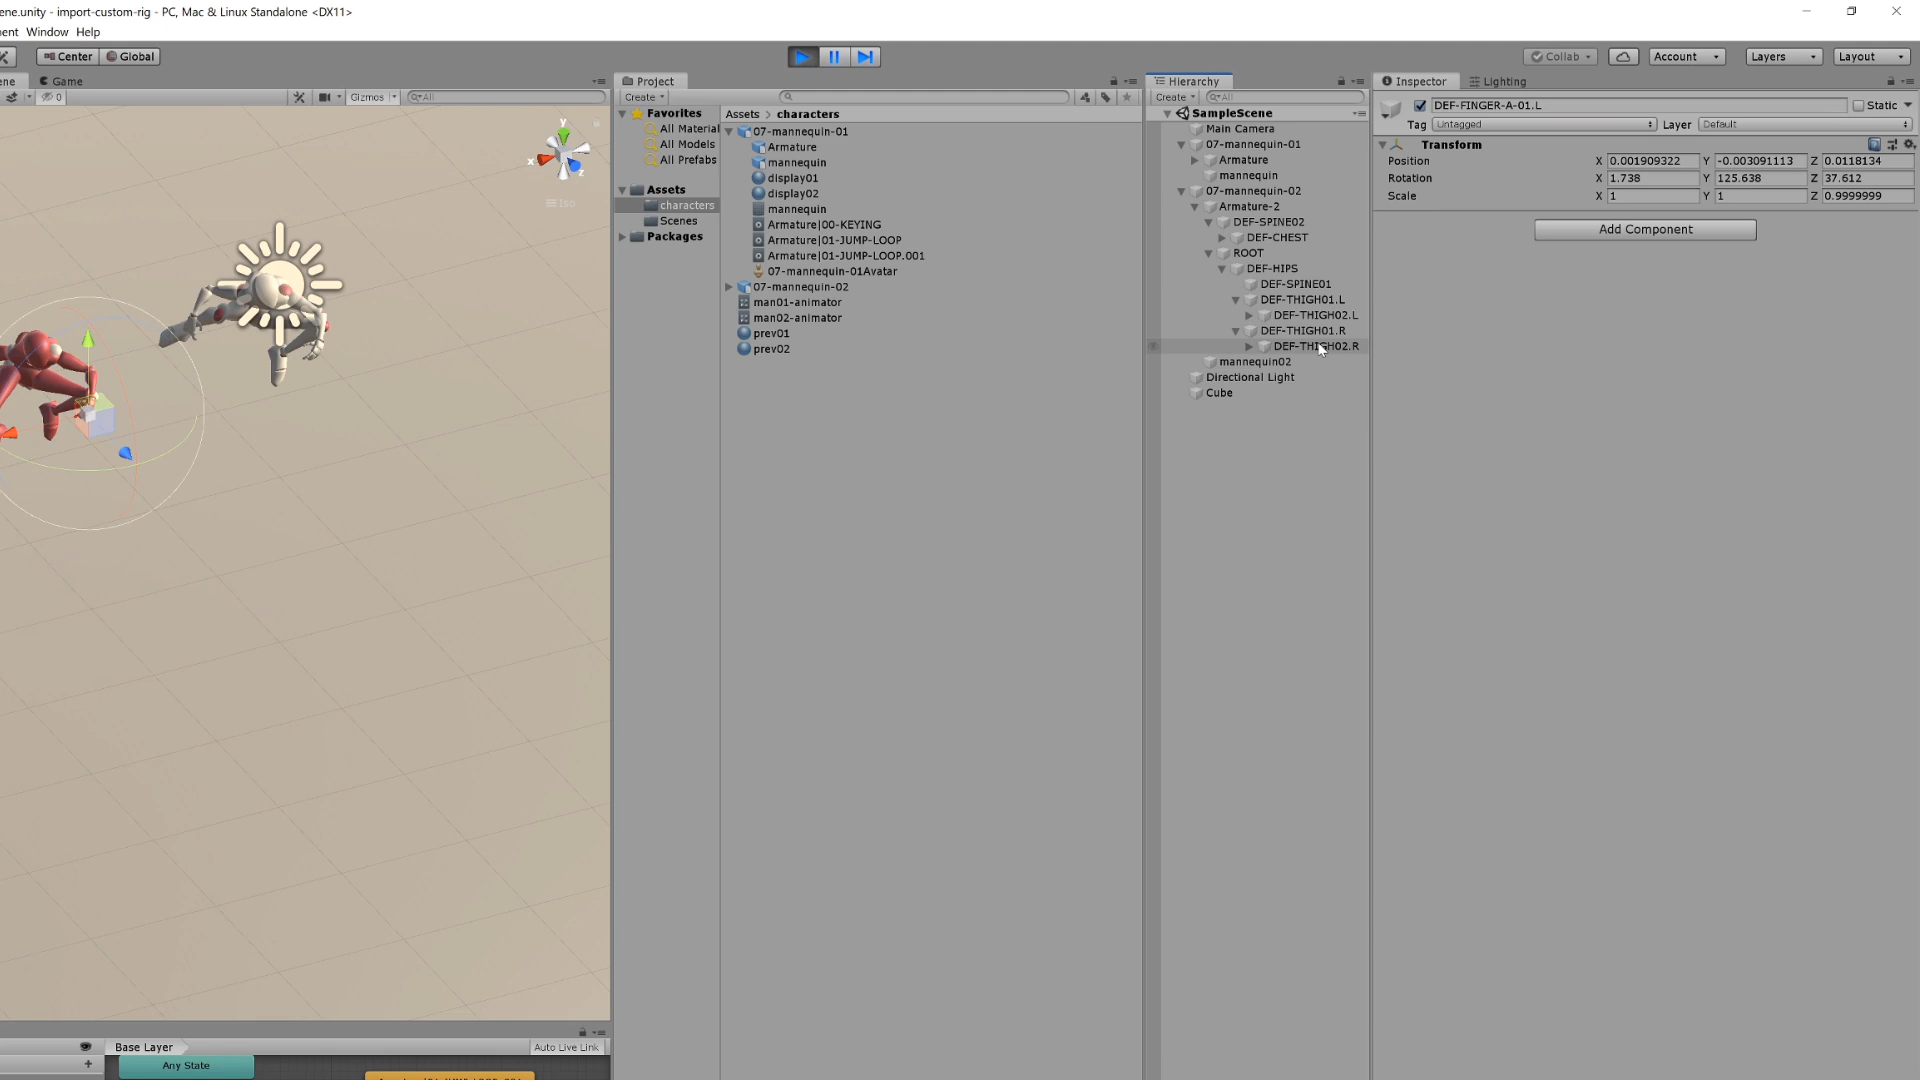 ene.unity - import-custom-rig - PC, Mac & Linux Standalone <DX11>
nent Window Help
Center Global
Collab Account Layers Layout
ne Game
0 Gizmos All
y
x
z
Iso
Project
Create
Favorites
All Material
All Models
All Prefabs
Assets
characters
Scenes
Packages
Assets > characters
07-mannequin-01
Armature
mannequin
display01
display02
mannequin
Armature|00-KEYING
Armature|01-JUMP-LOOP
Armature|01-JUMP-LOOP.001
07-mannequin-01Avatar
07-mannequin-02
man01-animator
man02-animator
prev01
prev02
Hierarchy
Create All
SampleScene
Main Camera
07-mannequin-01
Armature
mannequin
07-mannequin-02
Armature-2
DEF-SPINE02
DEF-CHEST
ROOT
DEF-HIPS
DEF-SPINE01
DEF-THIGH01.L
DEF-THIGH02.L
DEF-THIGH01.R
DEF-THIGH02.R
mannequin02
Directional Light
Cube
Inspector Lighting
DEF-FINGER-A-01.L Static
Tag Untagged Layer Default
Transform
Position X 0.001909322 Y -0.003091113 Z 0.0118134
Rotation X 1.738 Y 125.638 Z 37.612
Scale X 1 Y 1 Z 0.9999999
Add Component
Base Layer Auto Live Link
Any State